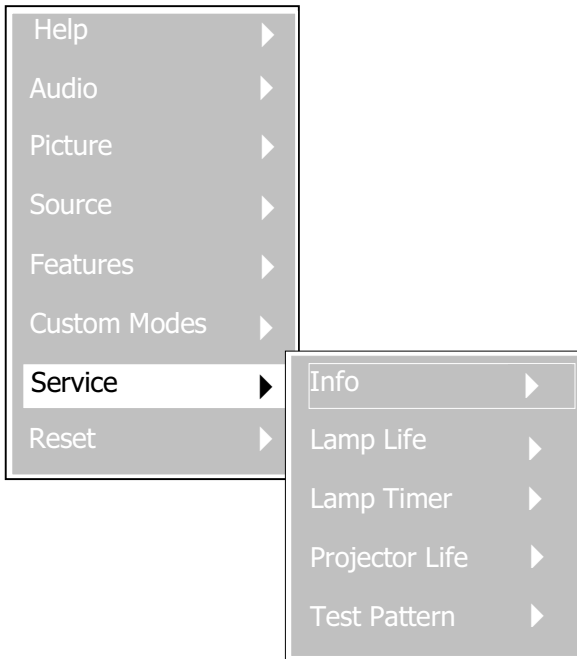 Help
Audio
Picture
Source
Features
Custom Modes
Service
Reset
Info
Lamp Life
Lamp Timer
Projector Life
Test Pattern